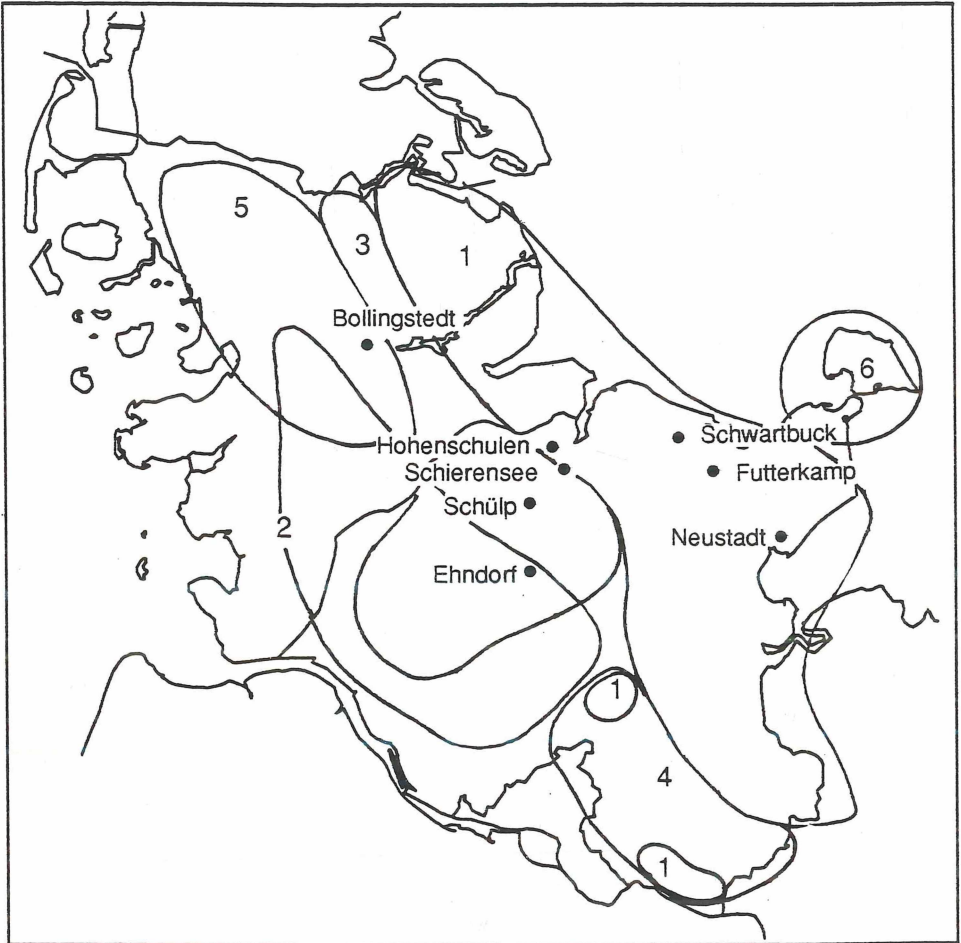 5
3
1
Bollingstedt
6
Hohenschulen
Schwartbuck
Schierensee
Futterkamp
Schülp
2
Neustadt
Ehndorf
1
4
1